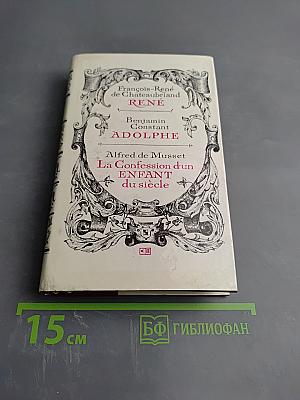 François-René
de Chateaubriand
RENÉ
Benjamin
Constant
ADOLPHE
Alfred de Musset
La Confession d'un
ENFANT
du siècle
15 см
БФ ГИБЛИОФАН